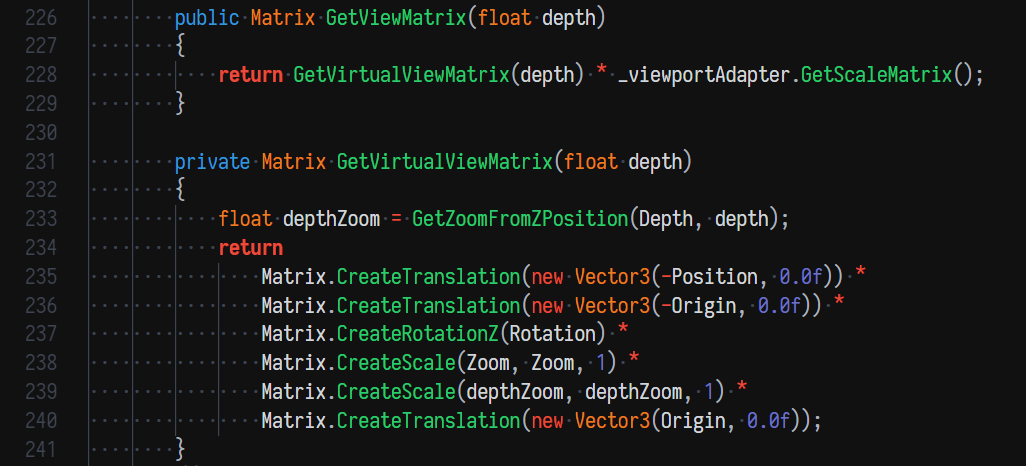 226 public Matrix GetViewMatrix(float depth)
227 {
228 return GetVirtualViewMatrix(depth) * _viewportAdapter.GetScaleMatrix();
229 }
230
231 private Matrix GetVirtualViewMatrix(float depth)
232 {
233 float depthZoom = GetZoomFromZPosition(Depth, depth);
234 return
235 Matrix.CreateTranslation(new Vector3(-Position, 0.0f)) *
236 Matrix.CreateTranslation(new Vector3(-Origin, 0.0f)) *
237 Matrix.CreateRotationZ(Rotation) *
238 Matrix.CreateScale(Zoom, Zoom, 1) *
239 Matrix.CreateScale(depthZoom, depthZoom, 1) *
240 Matrix.CreateTranslation(new Vector3(Origin, 0.0f));
241 }